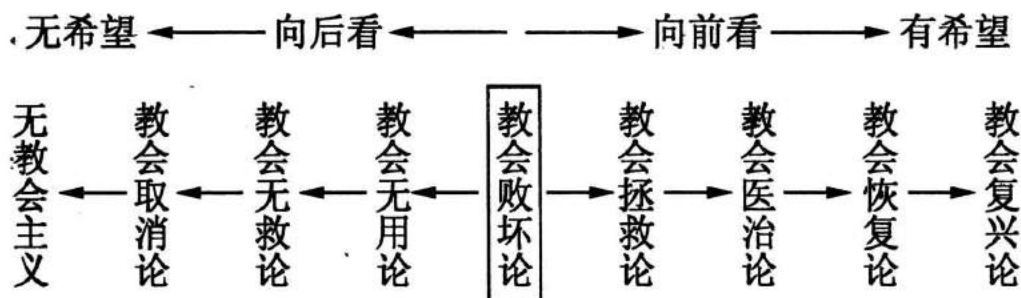 无希望 向后看 向前看 有希望
无教会主义
教会取消论
教会无救论
教会无用论
教会败坏论
教会拯救论
教会医治论
教会恢复论
教会复兴论